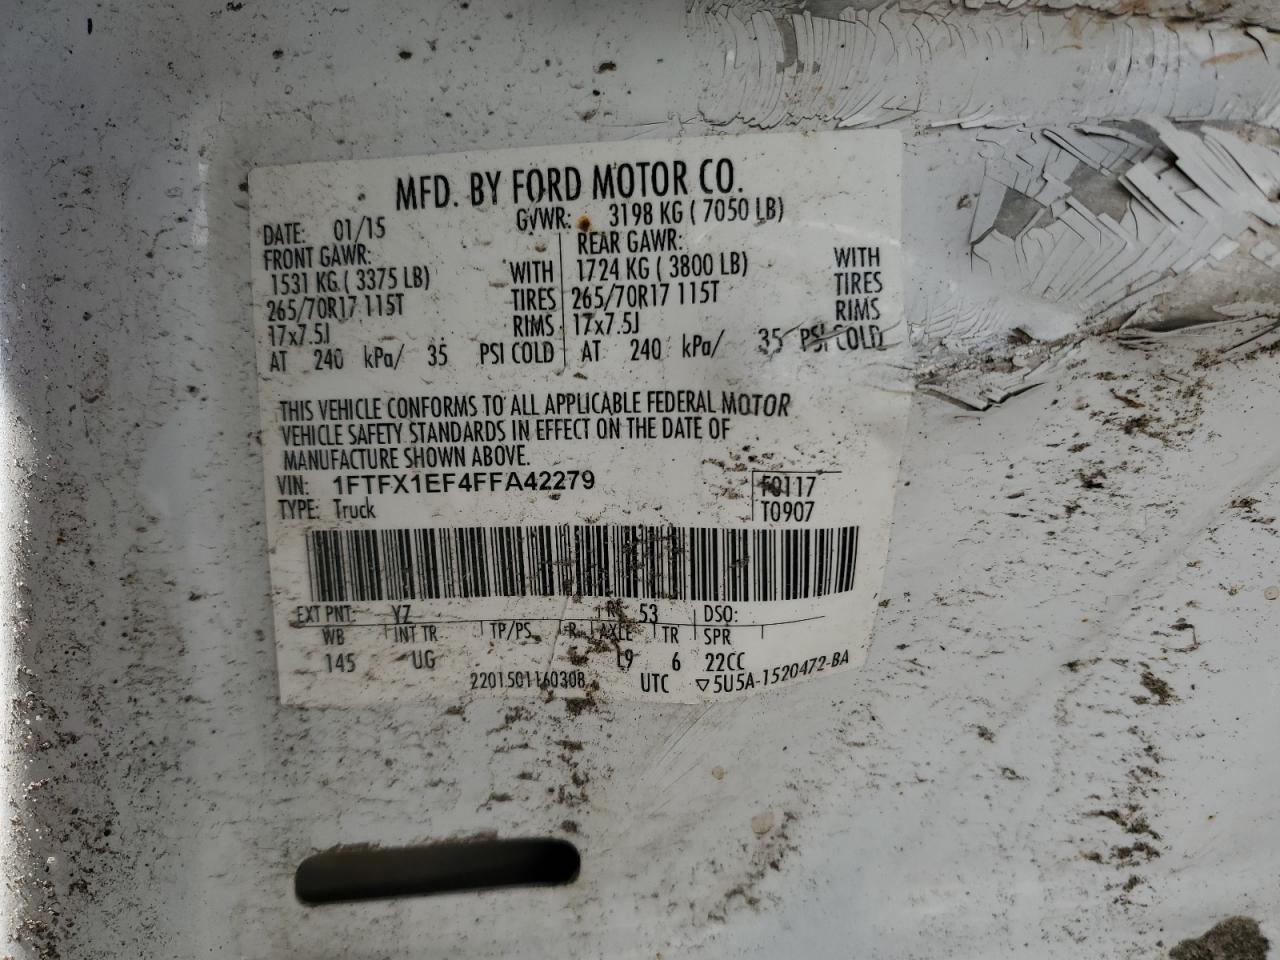 MFD. BY FORD MOTOR CO.
DATE: 01/15 GVWR: 3198 KG ( 7050 LB)
FRONT GAWR: REAR GAWR:
1531 KG ( 3375 LB) WITH 1724 KG ( 3800 LB) WITH
265/70R17 115T TIRES 265/70R17 115T TIRES
17x7.5J RIMS 17x7.5J RIMS
AT 240 kPa/ 35 PSI COLD AT 240 kPa/ 35 PSI COLD
THIS VEHICLE CONFORMS TO ALL APPLICABLE FEDERAL MOTOR
VEHICLE SAFETY STANDARDS IN EFFECT ON THE DATE OF
MANUFACTURE SHOWN ABOVE.
VIN: 1FTFX1EF4FFA42279 F0117
TYPE: Truck T0907
EXT PNT: YZ RC: 53 DSO:
WB INT TR TP/PS R AXLE TR SPR
145 UG L9 6 22CC
2201501160308 UTC ▽5U5A-1520472-BA